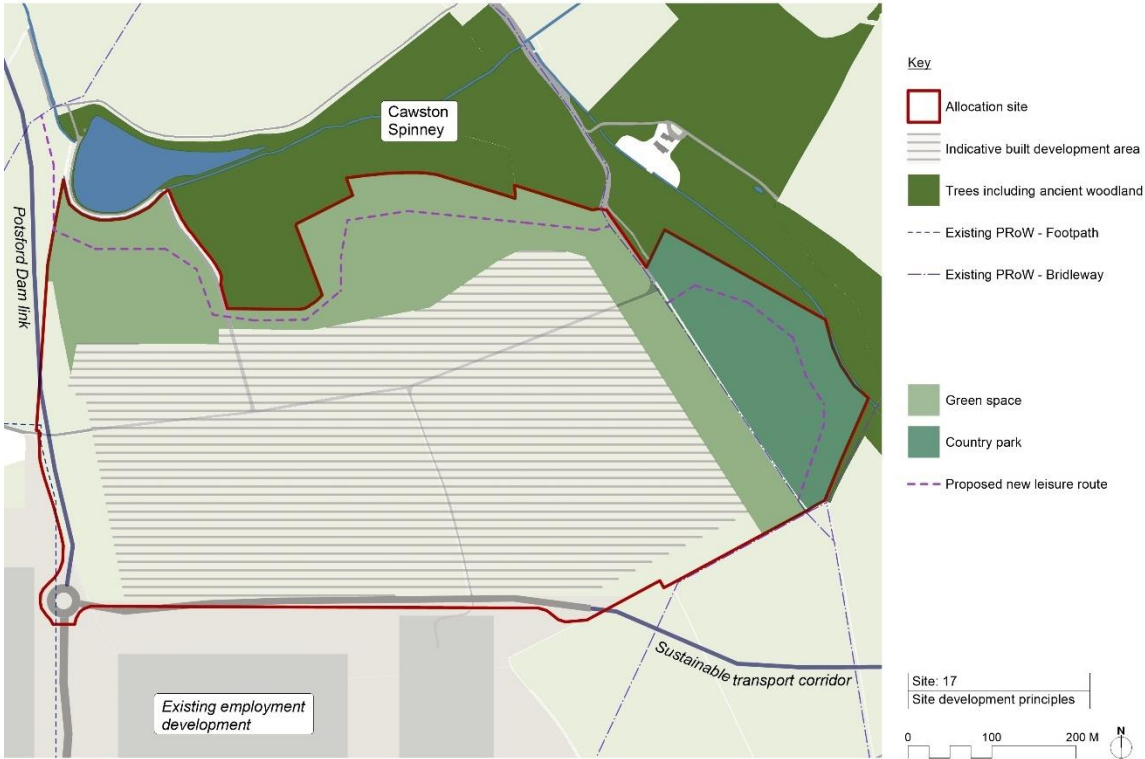 Cawston
Spinney
Potsford Dam link
Sustainable transport corridor
Existing employment
development
Key
Allocation site
Indicative built development area
Trees including ancient woodland
Existing PRoW - Footpath
Existing PRoW - Bridleway
Green space
Country park
Proposed new leisure route
Site: 17
Site development principles
0 100 200 M
N